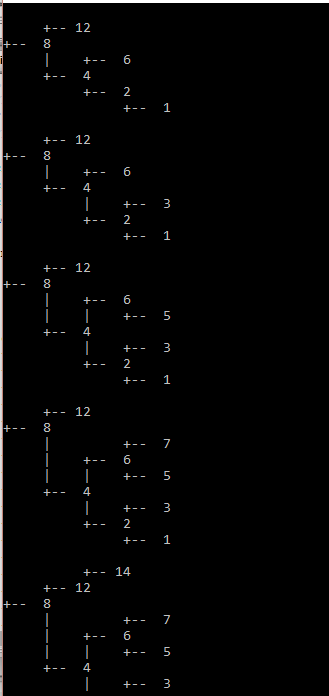 +-- 12
+--  8
     |    +--  6
     +--  4
          +--  2
               +--  1

     +-- 12
+--  8
     |    +--  6
     +--  4
          |    +--  3
          +--  2
               +--  1

     +-- 12
+--  8
     |    +--  6
     |    |    +--  5
     +--  4
          |    +--  3
          +--  2
               +--  1

     +-- 12
+--  8
     |         +--  7
     |    +--  6
     |    |    +--  5
     +--  4
          |    +--  3
          +--  2
               +--  1

          +-- 14
     +-- 12
+--  8
     |         +--  7
     |    +--  6
     |    |    +--  5
     +--  4
          |    +--  3